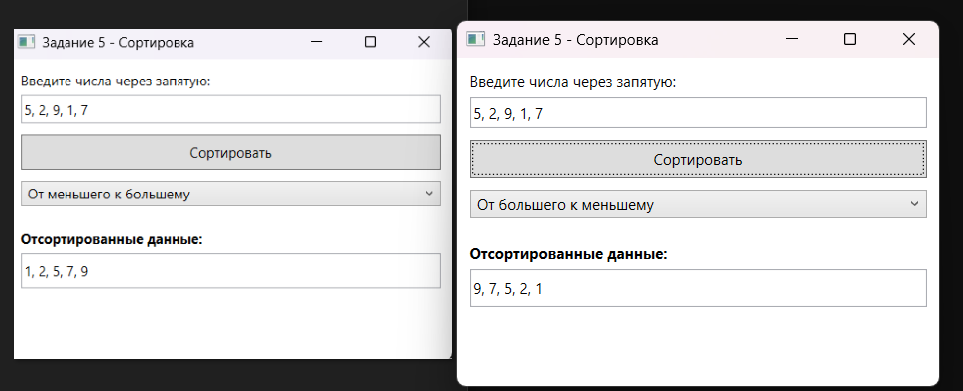 Задание 5 - Сортировка
Введите числа через запятую:
5, 2, 9, 1, 7
Сортировать
От меньшего к большему
Отсортированные данные:
1, 2, 5, 7, 9
Задание 5 - Сортировка
Введите числа через запятую:
5, 2, 9, 1, 7
Сортировать
От большего к меньшему
Отсортированные данные:
9, 7, 5, 2, 1